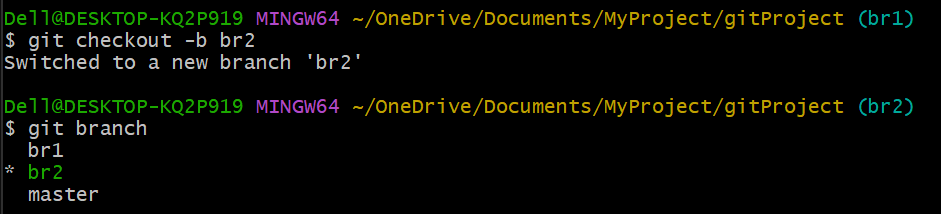 Dell@DESKTOP-KQ2P919 MINGW64 ~/OneDrive/Documents/MyProject/gitProject (br1)
$ git checkout -b br2
Switched to a new branch 'br2'

Dell@DESKTOP-KQ2P919 MINGW64 ~/OneDrive/Documents/MyProject/gitProject (br2)
$ git branch
  br1
* br2
  master